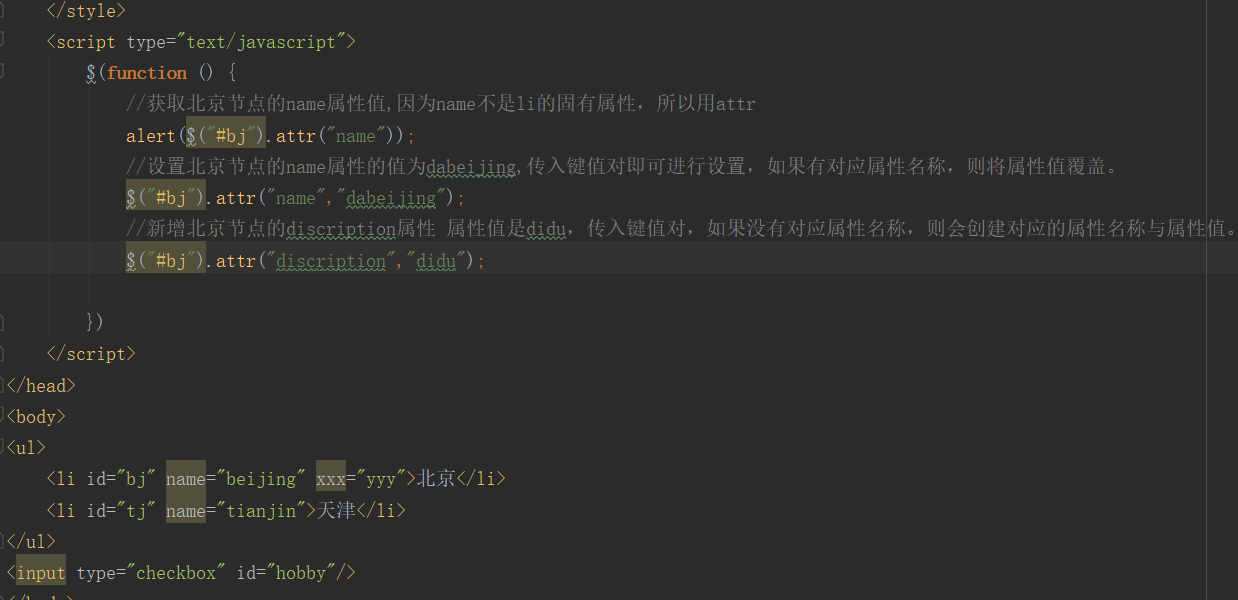 </style>
<script type="text/javascript">
$(function () {
//获取北京节点的name属性值,因为name不是li的固有属性，所以用attr
alert($("#bj").attr("name"));
//设置北京节点的name属性的值为dabeijing,传入键值对即可进行设置，如果有对应属性名称，则将属性值覆盖。
$("#bj").attr("name","dabeijing");
//新增北京节点的discription属性 属性值是didu，传入键值对，如果没有对应属性名称，则会创建对应的属性名称与属性值。
$("#bj").attr("discription","didu");
})
</script>
</head>
<body>
<ul>
<li id="bj" name="beijing" xxx="yyy">北京</li>
<li id="tj" name="tianjin">天津</li>
</ul>
<input type="checkbox" id="hobby"/>